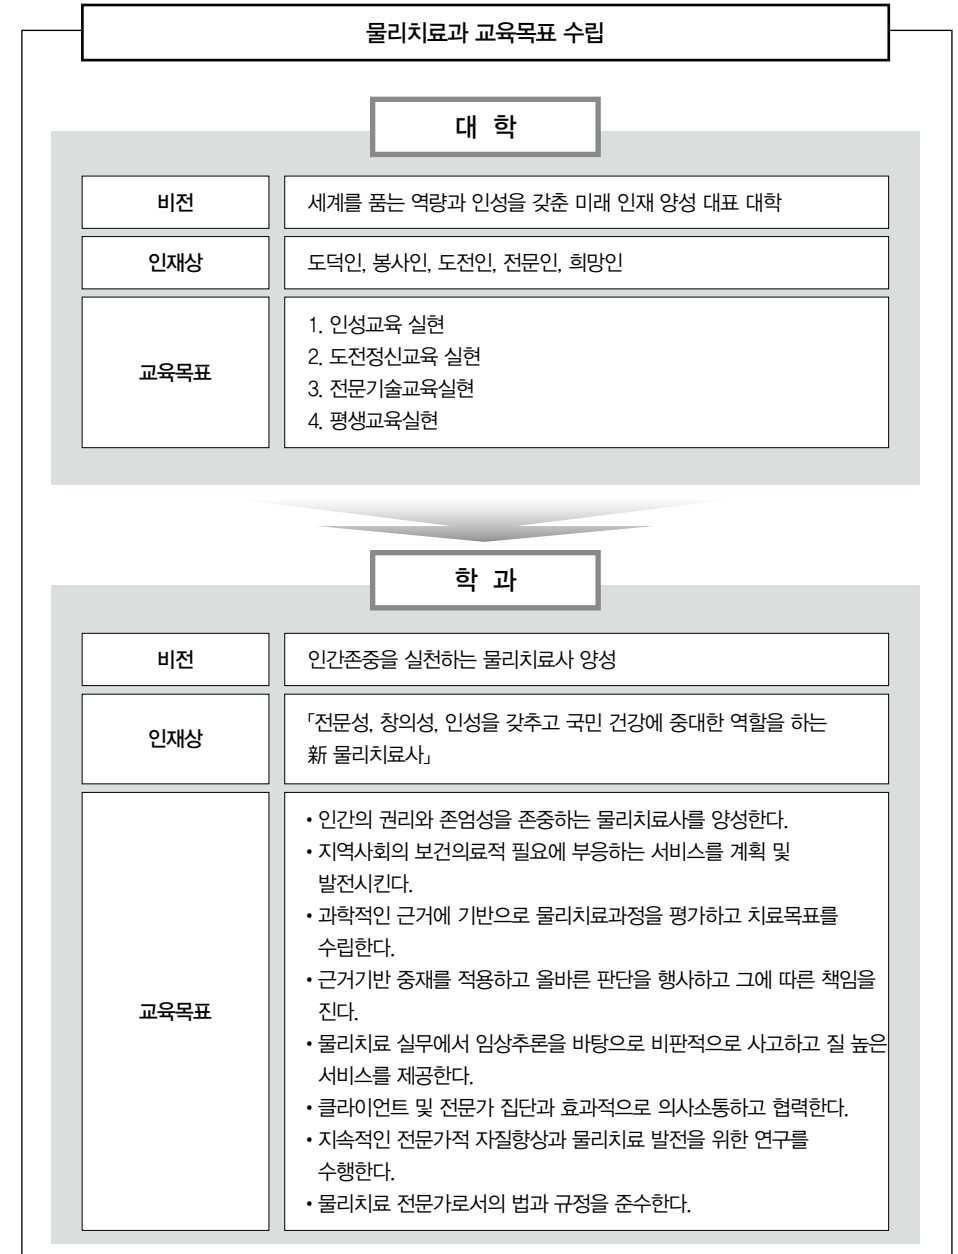 물리치료과 교육목표 수립
대 학
비전
세계를 품는 역량과 인성을 갖춘 미래 인재 양성 대표 대학
인재상
도덕인, 봉사인, 도전인, 전문인, 희망인
교육목표
1. 인성교육 실현
2. 도전정신교육 실현
3. 전문기술교육실현
4. 평생교육실현
학 과
비전
인간존중을 실천하는 물리치료사 양성
인재상
「전문성, 창의성, 인성을 갖추고 국민 건강에 중대한 역할을 하는
新 물리치료사」
교육목표
• 인간의 권리와 존엄성을 존중하는 물리치료사를 양성한다.
• 지역사회의 보건의료적 필요에 부응하는 서비스를 계획 및
발전시킨다.
• 과학적인 근거에 기반으로 물리치료과정을 평가하고 치료목표를
수립한다.
• 근거기반 중재를 적용하고 올바른 판단을 행사하고 그에 따른 책임을
진다.
• 물리치료 실무에서 임상추론을 바탕으로 비판적으로 사고하고 질 높은
서비스를 제공한다.
• 클라이언트 및 전문가 집단과 효과적으로 의사소통하고 협력한다.
• 지속적인 전문가적 자질향상과 물리치료 발전을 위한 연구를
수행한다.
• 물리치료 전문가로서의 법과 규정을 준수한다.